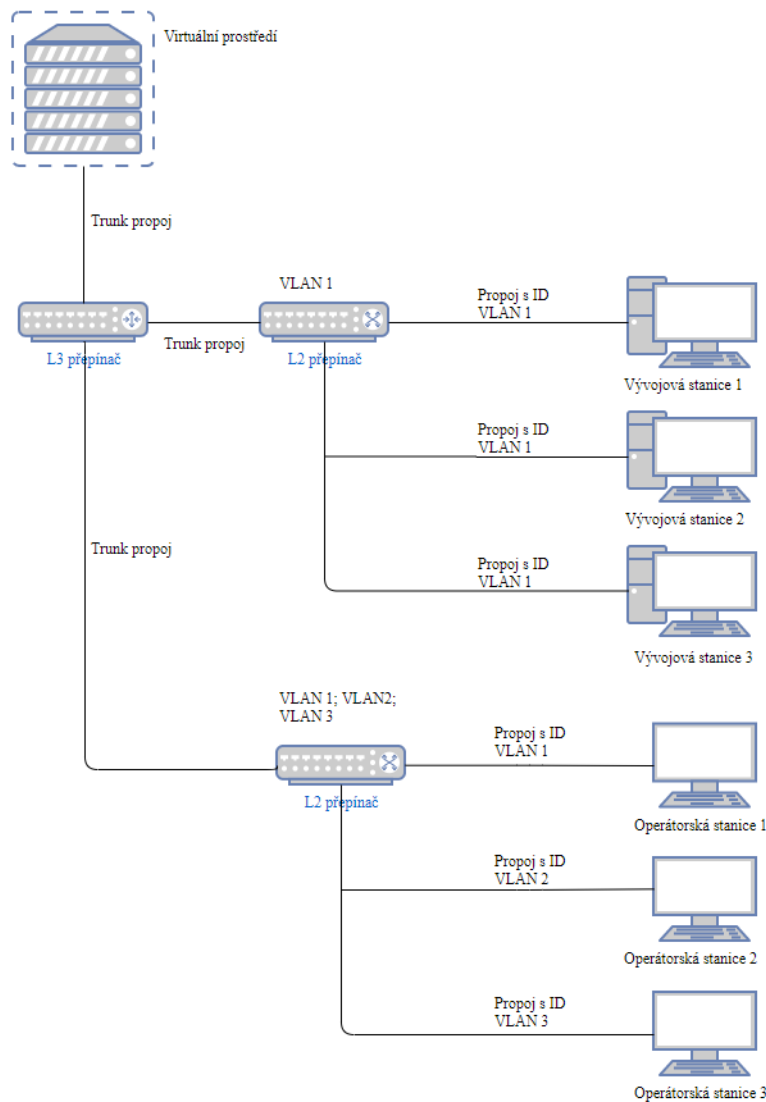 Virtuální prostředí
Trunk propoj
VLAN 1
Propoj s ID
VLAN 1
Trunk propoj
L3 přepínač
L2 přepínač
Vývojová stanice 1
Propoj s ID
VLAN 1
Vývojová stanice 2
Trunk propoj
Propoj s ID
VLAN 1
Vývojová stanice 3
VLAN 1; VLAN2;
VLAN 3
Propoj s ID
VLAN 1
L2 přepínač
Operátorská stanice 1
Propoj s ID
VLAN 2
Operátorská stanice 2
Propoj s ID
VLAN 3
Operátorská stanice 3